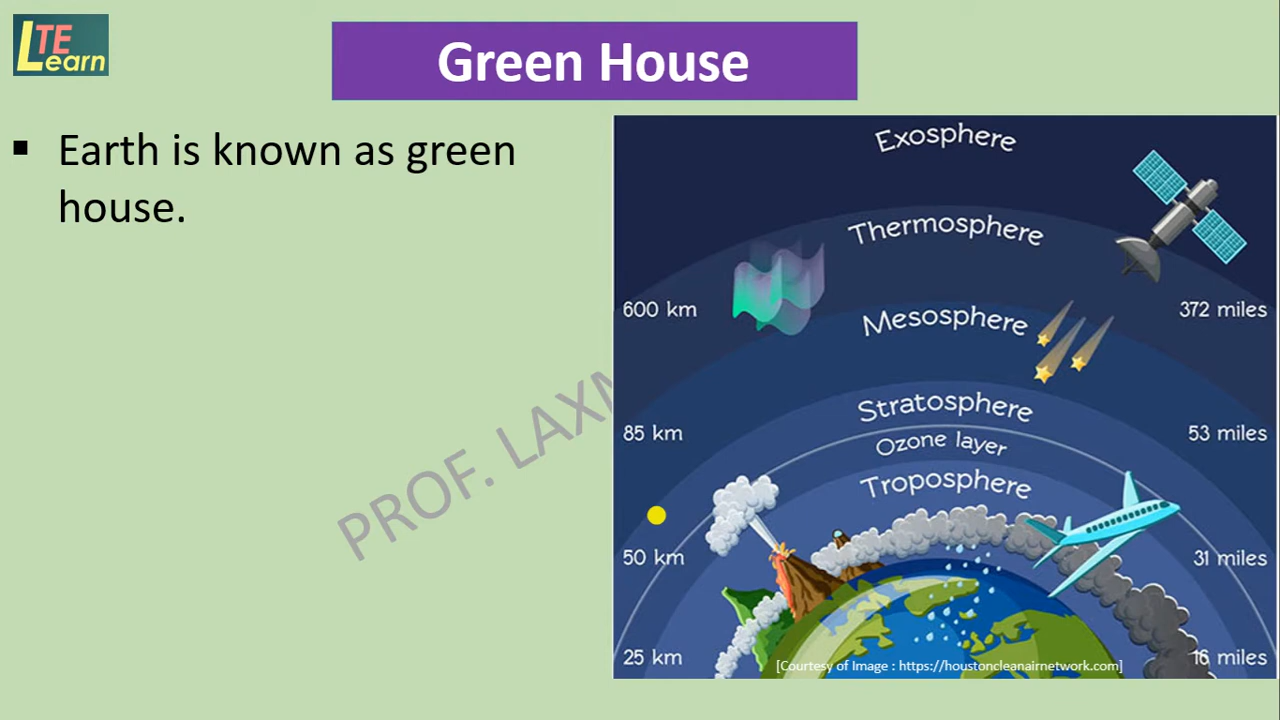 LTE
Learn
Green House
▪ Earth is known as green
house.
Exosphere
Thermosphere
600 km
372 miles
Mesosphere
Stratosphere
85 km
53 miles
Ozone layer
Troposphere
PROF.
50 km
31 miles
25 km
16 miles
[Courtesy of Image : https://houstoncleanairnetwork.com]